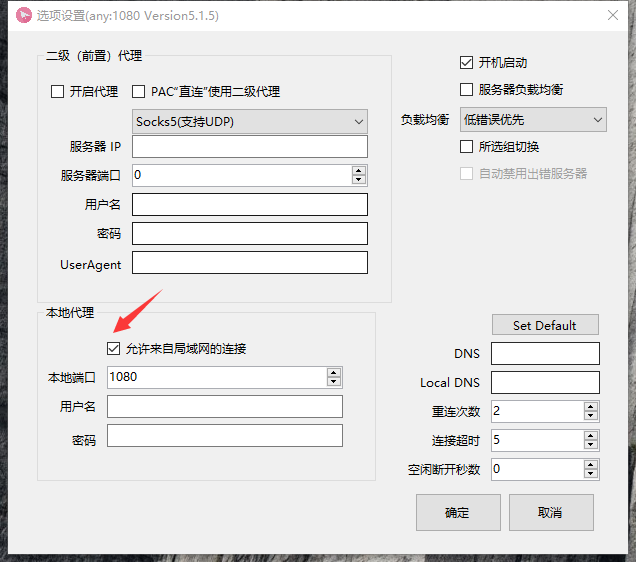 选项设置(any:1080 Version5.1.5)
二级（前置）代理
开启代理
PAC“直连”使用二级代理
Socks5(支持UDP)
服务器 IP
服务器端口
0
用户名
密码
UserAgent
开机启动
服务器负载均衡
负载均衡
低错误优先
所选组切换
自动禁用出错服务器
本地代理
允许来自局域网的连接
本地端口
1080
用户名
密码
Set Default
DNS
Local DNS
重连次数
2
连接超时
5
空闲断开秒数
0
确定
取消